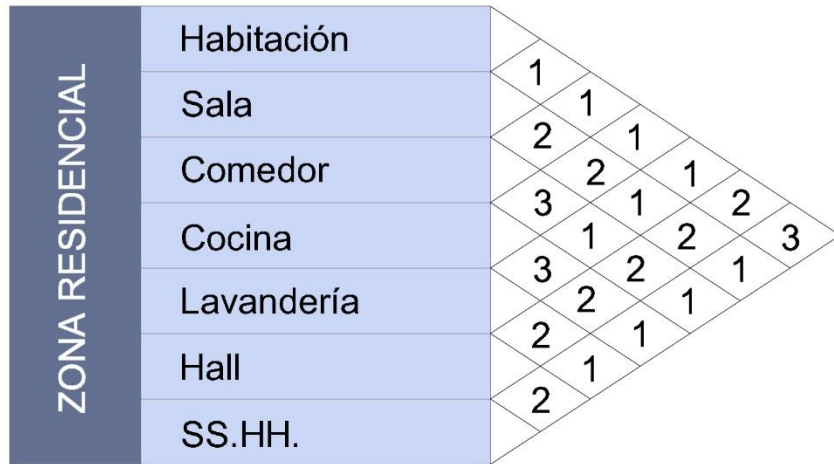 ZONA RESIDENCIAL
Habitación
Sala
Comedor
Cocina
Lavandería
Hall
SS.HH.
1
1
2 1
2 1
3 1 2
1 2 3
3 2 1
2 1
2 1
1
2